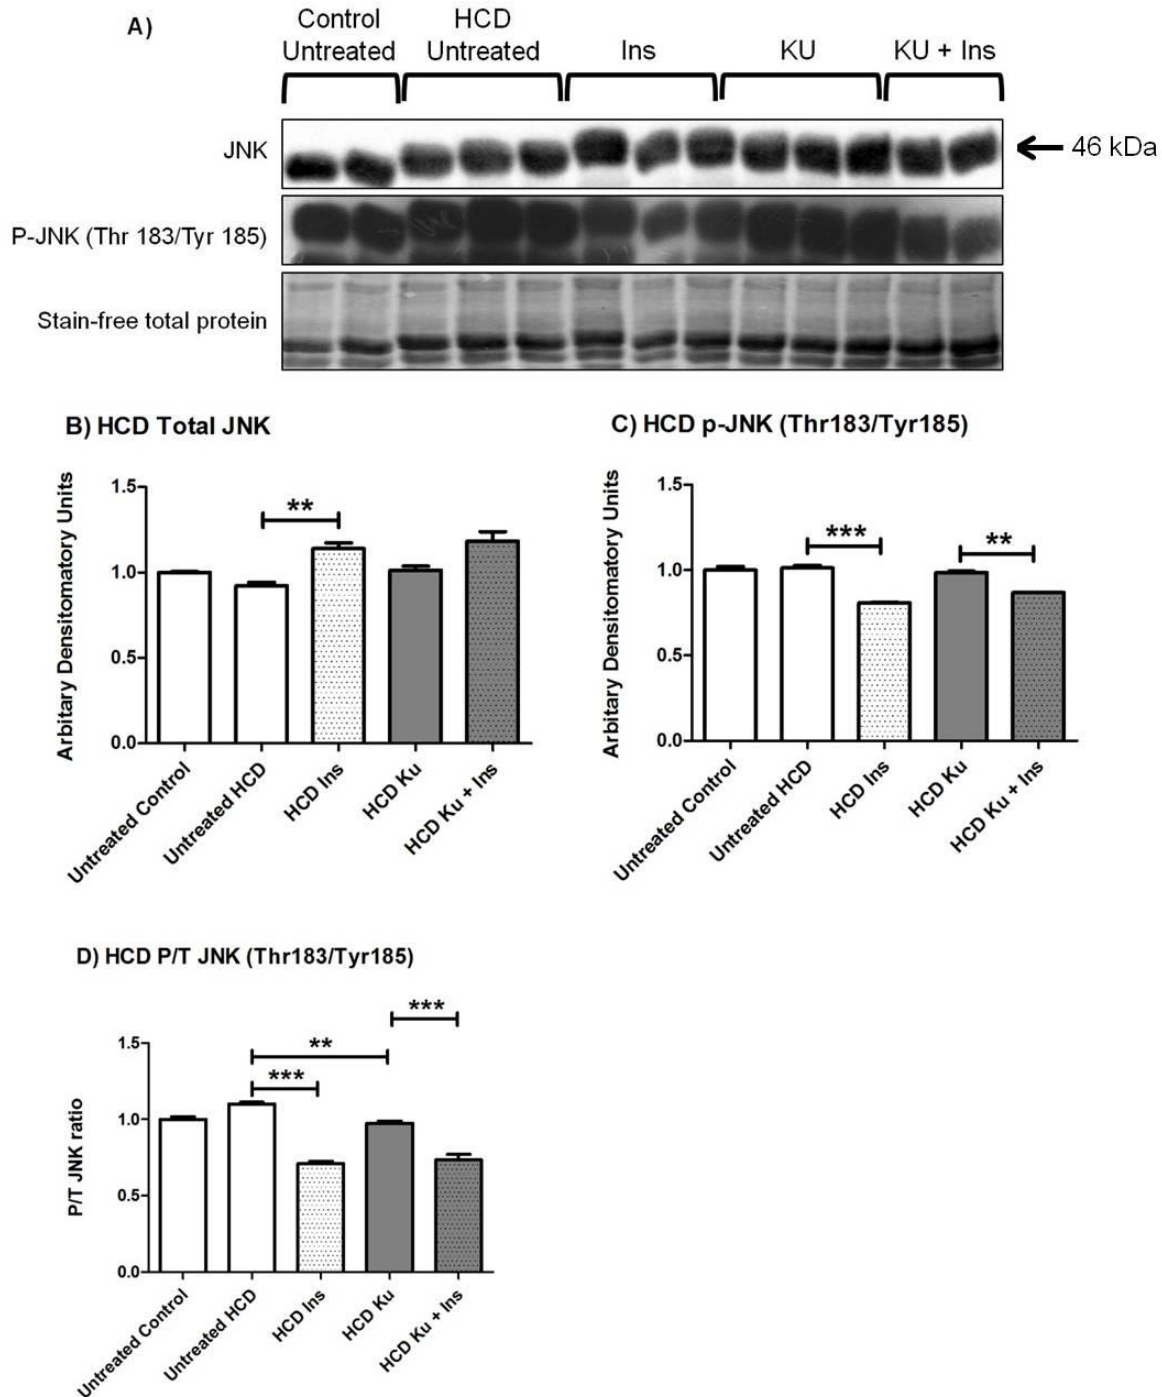 A)
Control
Untreated
HCD
Untreated
Ins
KU
KU + Ins
JNK
46 kDa
P-JNK (Thr 183/Tyr 185)
Stain-free total protein
B) HCD Total JNK
Arbitary Densitomatory Units
1.5
1.0
0.5
0.0
**
Untreated Control
Untreated HCD
HCD Ins
HCD Ku
HCD Ku + Ins
C) HCD p-JNK (Thr183/Tyr185)
Arbitary Densitomatory Units
1.5
1.0
0.5
0.0
***
**
Untreated Control
Untreated HCD
HCD Ins
HCD Ku
HCD Ku + Ins
D) HCD P/T JNK (Thr183/Tyr185)
P/T JNK ratio
1.5
1.0
0.5
0.0
***
**
***
Untreated Control
Untreated HCD
HCD Ins
HCD Ku
HCD Ku + Ins